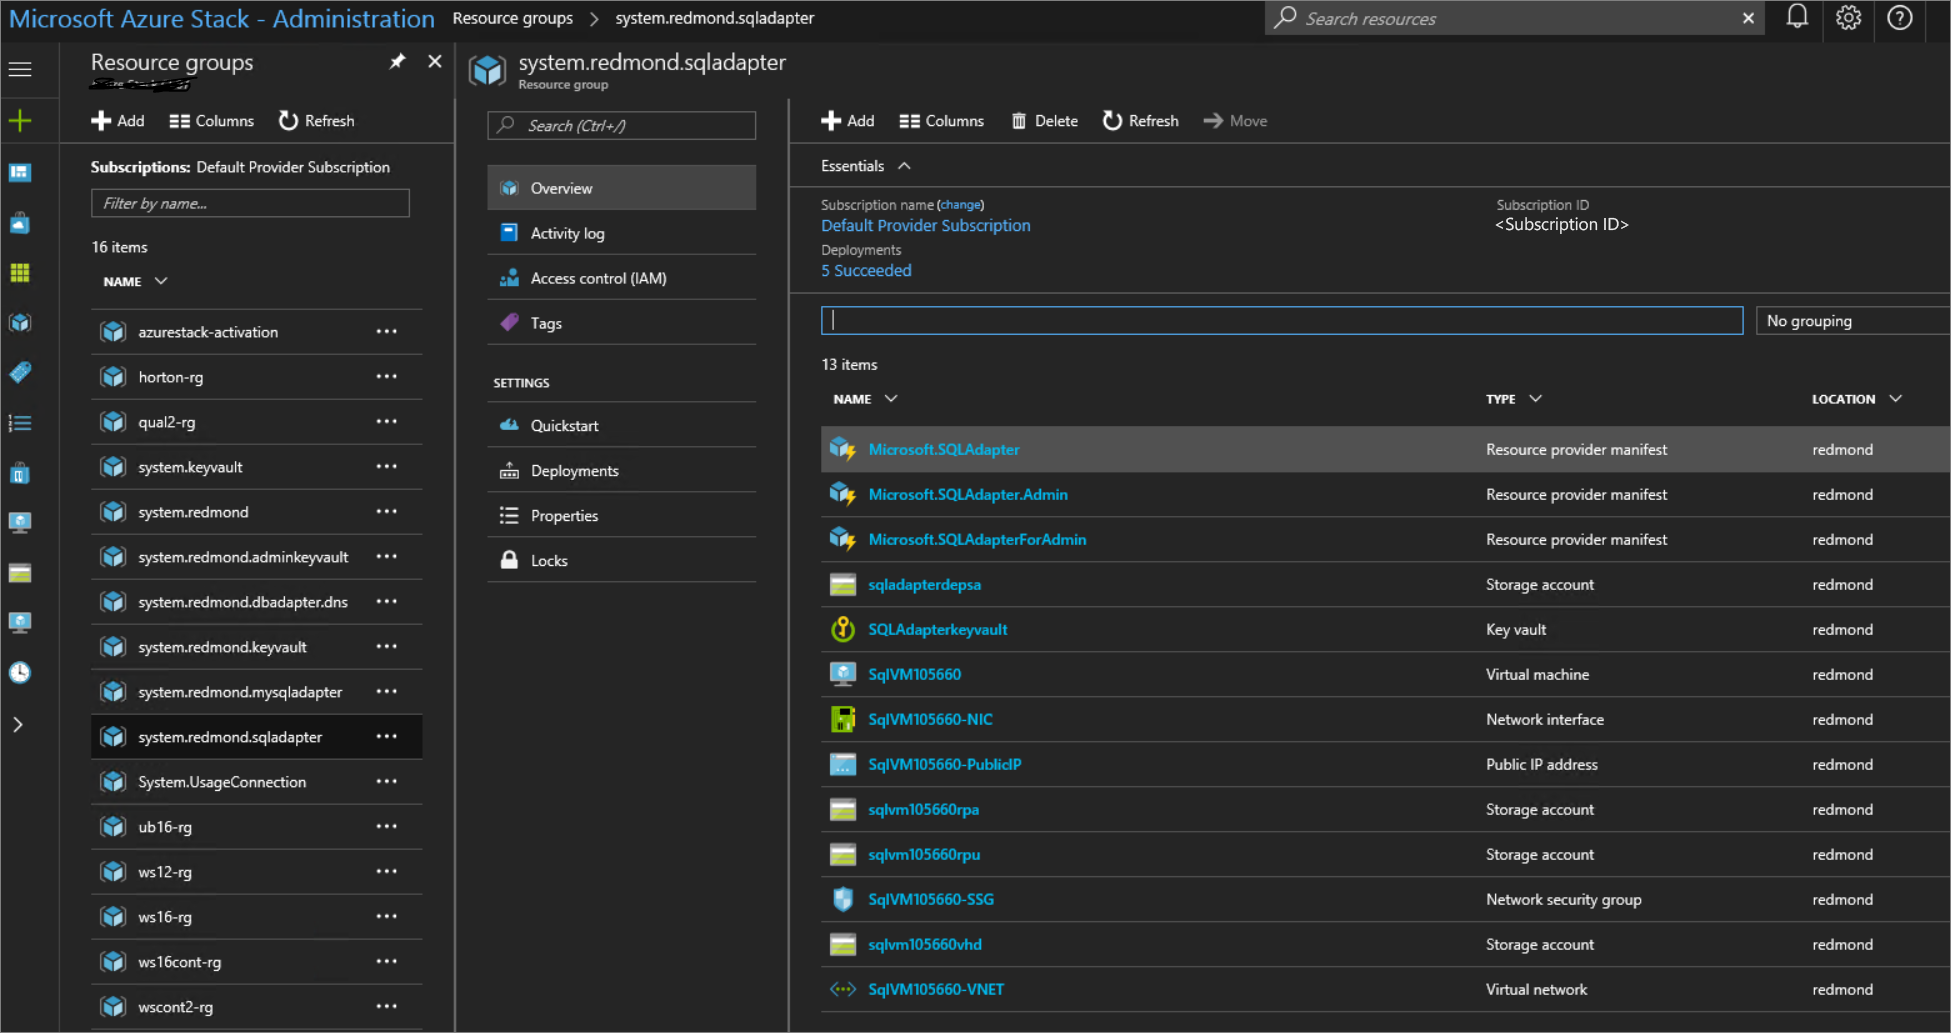 Microsoft Azure Stack - Administration
Resource groups > system.redmond.sqladapter
Search resources
Resource groups
Add
Columns
Refresh
Subscriptions: Default Provider Subscription
Filter by name...
16 items
NAME
azurestack-activation
horton-rg
qual2-rg
system.keyvault
system.redmond
system.redmond.adminkeyvault
system.redmond.dbadapter.dns
system.redmond.keyvault
system.redmond.mysqladapter
system.redmond.sqladapter
System.UsageConnection
ub16-rg
ws12-rg
ws16-rg
ws16cont-rg
wscont2-rg
system.redmond.sqladapter
Resource group
Search (Ctrl+/)
Overview
Activity log
Access control (IAM)
Tags
SETTINGS
Quickstart
Deployments
Properties
Locks
Add
Columns
Delete
Refresh
Move
Essentials
Subscription name (change)
Default Provider Subscription
Deployments
5 Succeeded
Subscription ID
<Subscription ID>
No grouping
13 items
NAME TYPE LOCATION
Microsoft.SQLAdapter Resource provider manifest redmond
Microsoft.SQLAdapter.Admin Resource provider manifest redmond
Microsoft.SQLAdapterForAdmin Resource provider manifest redmond
sqladapterdepsa Storage account redmond
SQLAdapterkeyvault Key vault redmond
SqlVM105660 Virtual machine redmond
SqlVM105660-NIC Network interface redmond
SqlVM105660-PublicIP Public IP address redmond
sqlvm105660rpa Storage account redmond
sqlvm105660rpu Storage account redmond
SqlVM105660-SSG Network security group redmond
sqlvm105660vhd Storage account redmond
SqlVM105660-VNET Virtual network redmond